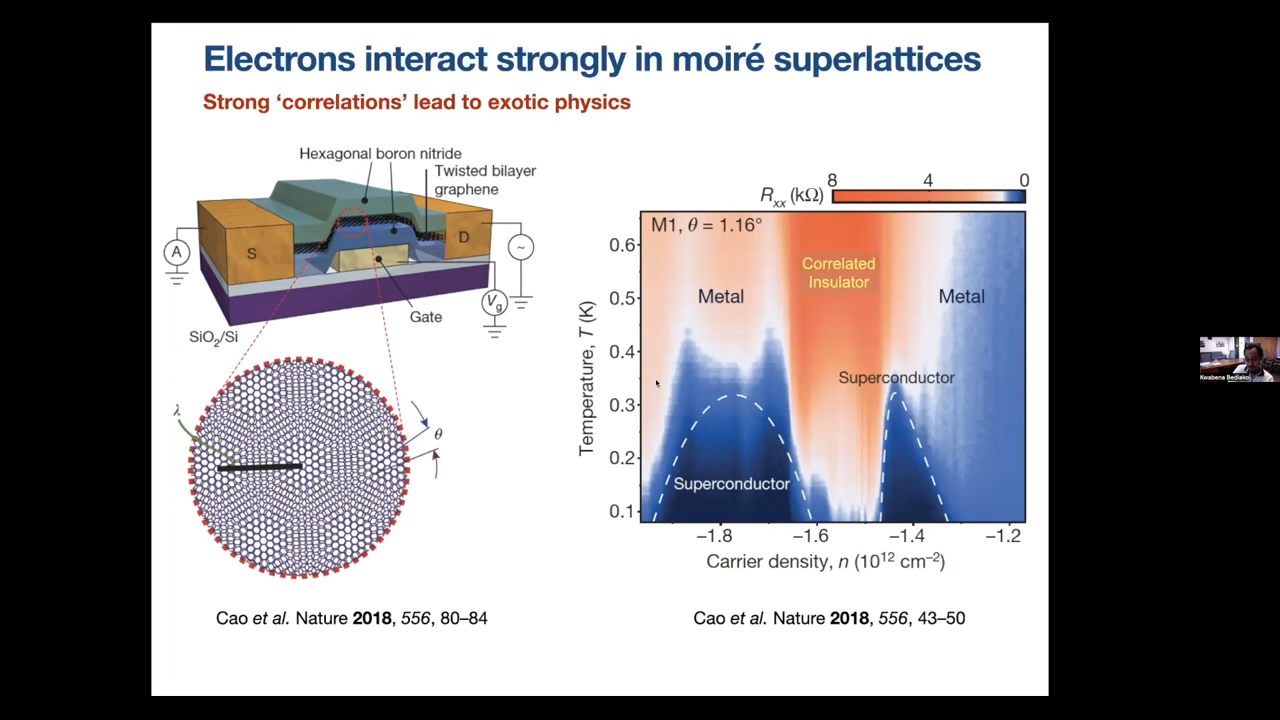 Electrons interact strongly in moiré superlattices
Strong ‘correlations’ lead to exotic physics
Hexagonal boron nitride
Twisted bilayer
graphene
A
S
D
~
Vg
Gate
SiO2/Si
λ
θ
Cao et al. Nature 2018, 556, 80–84
8
4
0
Rxx (kΩ)
M1, θ = 1.16°
Correlated
Insulator
Metal
Metal
Superconductor
Superconductor
0.6
0.5
0.4
0.3
0.2
0.1
Temperature, T (K)
−1.8
−1.6
−1.4
−1.2
Carrier density, n (10¹² cm⁻²)
Cao et al. Nature 2018, 556, 43–50
Kwabena Bediako